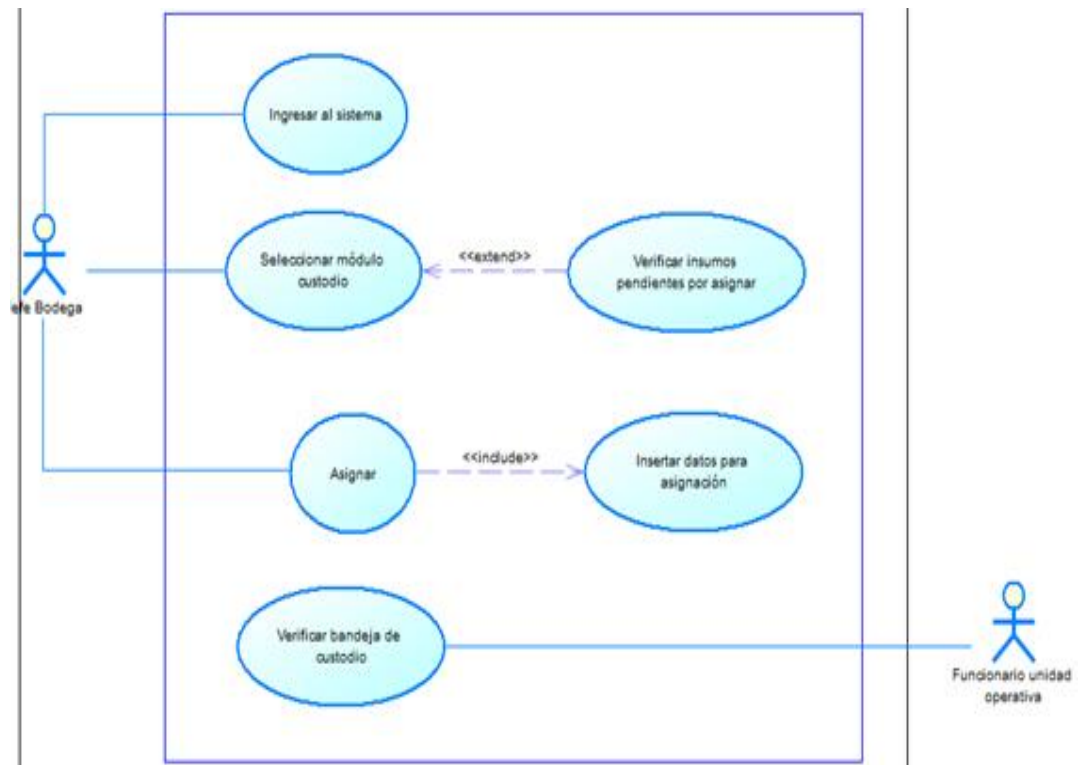 Ingresar al sistema
Seleccionar módulo
custodio
<<extend>>
Verificar insumos
pendientes por asignar
efe Bodega
Asignar
<<include>>
Insertar datos para
asignación
Verificar bandeja de
custodio
Funcionario unidad
operativa